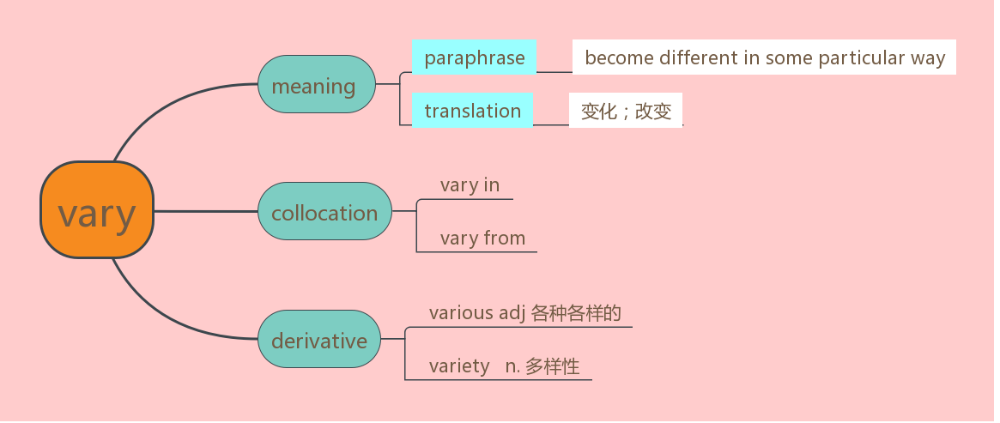 vary
meaning
paraphrase
become different in some particular way
translation
变化；改变
collocation
vary in
vary from
derivative
various adj 各种各样的
variety n. 多样性